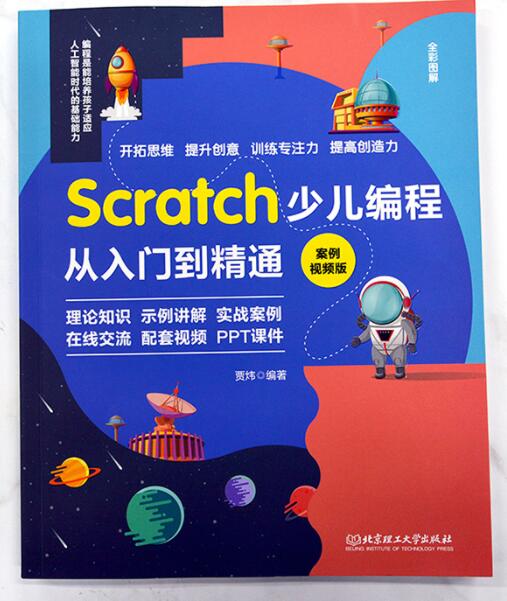 编程是能培养孩子适应
人工智能时代的基础能力
全彩图解
开拓思维 提升创意 训练专注力 提高创造力
Scratch少儿编程
从入门到精通
案例
视频版
理论知识 示例讲解 实战案例
在线交流 配套视频 PPT课件
贾炜◎编著
北京理工大学出版社
BEIJING INSTITUTE OF TECHNOLOGY PRESS